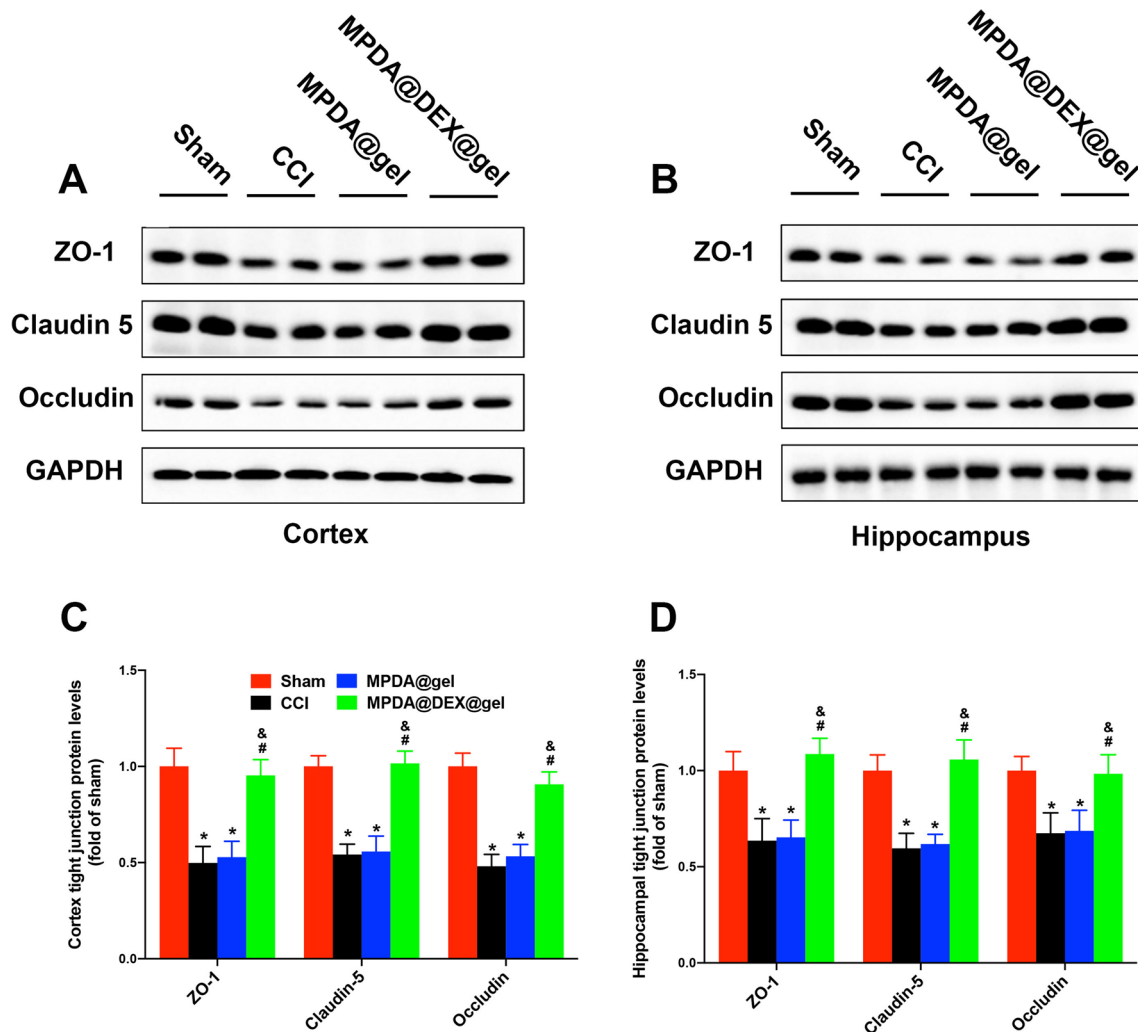 A
Sham
CCI
MPDA@gel
MPDA@DEX@gel
ZO-1
Claudin 5
Occludin
GAPDH
Cortex
B
Sham
CCI
MPDA@gel
MPDA@DEX@gel
ZO-1
Claudin 5
Occludin
GAPDH
Hippocampus
C
Cortex tight junction protein levels
(fold of sham)
1.5
1.0
0.5
0.0
Sham
MPDA@gel
CCI
MPDA@DEX@gel
*
*
&
#
*
*
&
#
*
*
&
#
ZO-1
Claudin-5
Occludin
D
Hippocampal tight junction protein levels
(fold of sham)
1.5
1.0
0.5
0.0
*
*
&
#
*
*
&
#
*
*
&
#
ZO-1
Claudin-5
Occludin